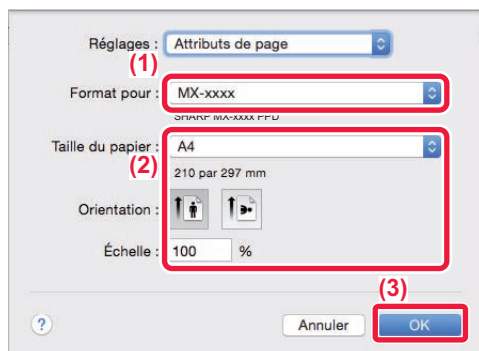 Réglages : Attributs de page
(1)
Format pour : MX-xxxx
SHARP MX-xxxx PPD
Taille du papier : A4
(2)
210 par 297 mm
Orientation :
Échelle : 100 %
(3)
? Annuler OK